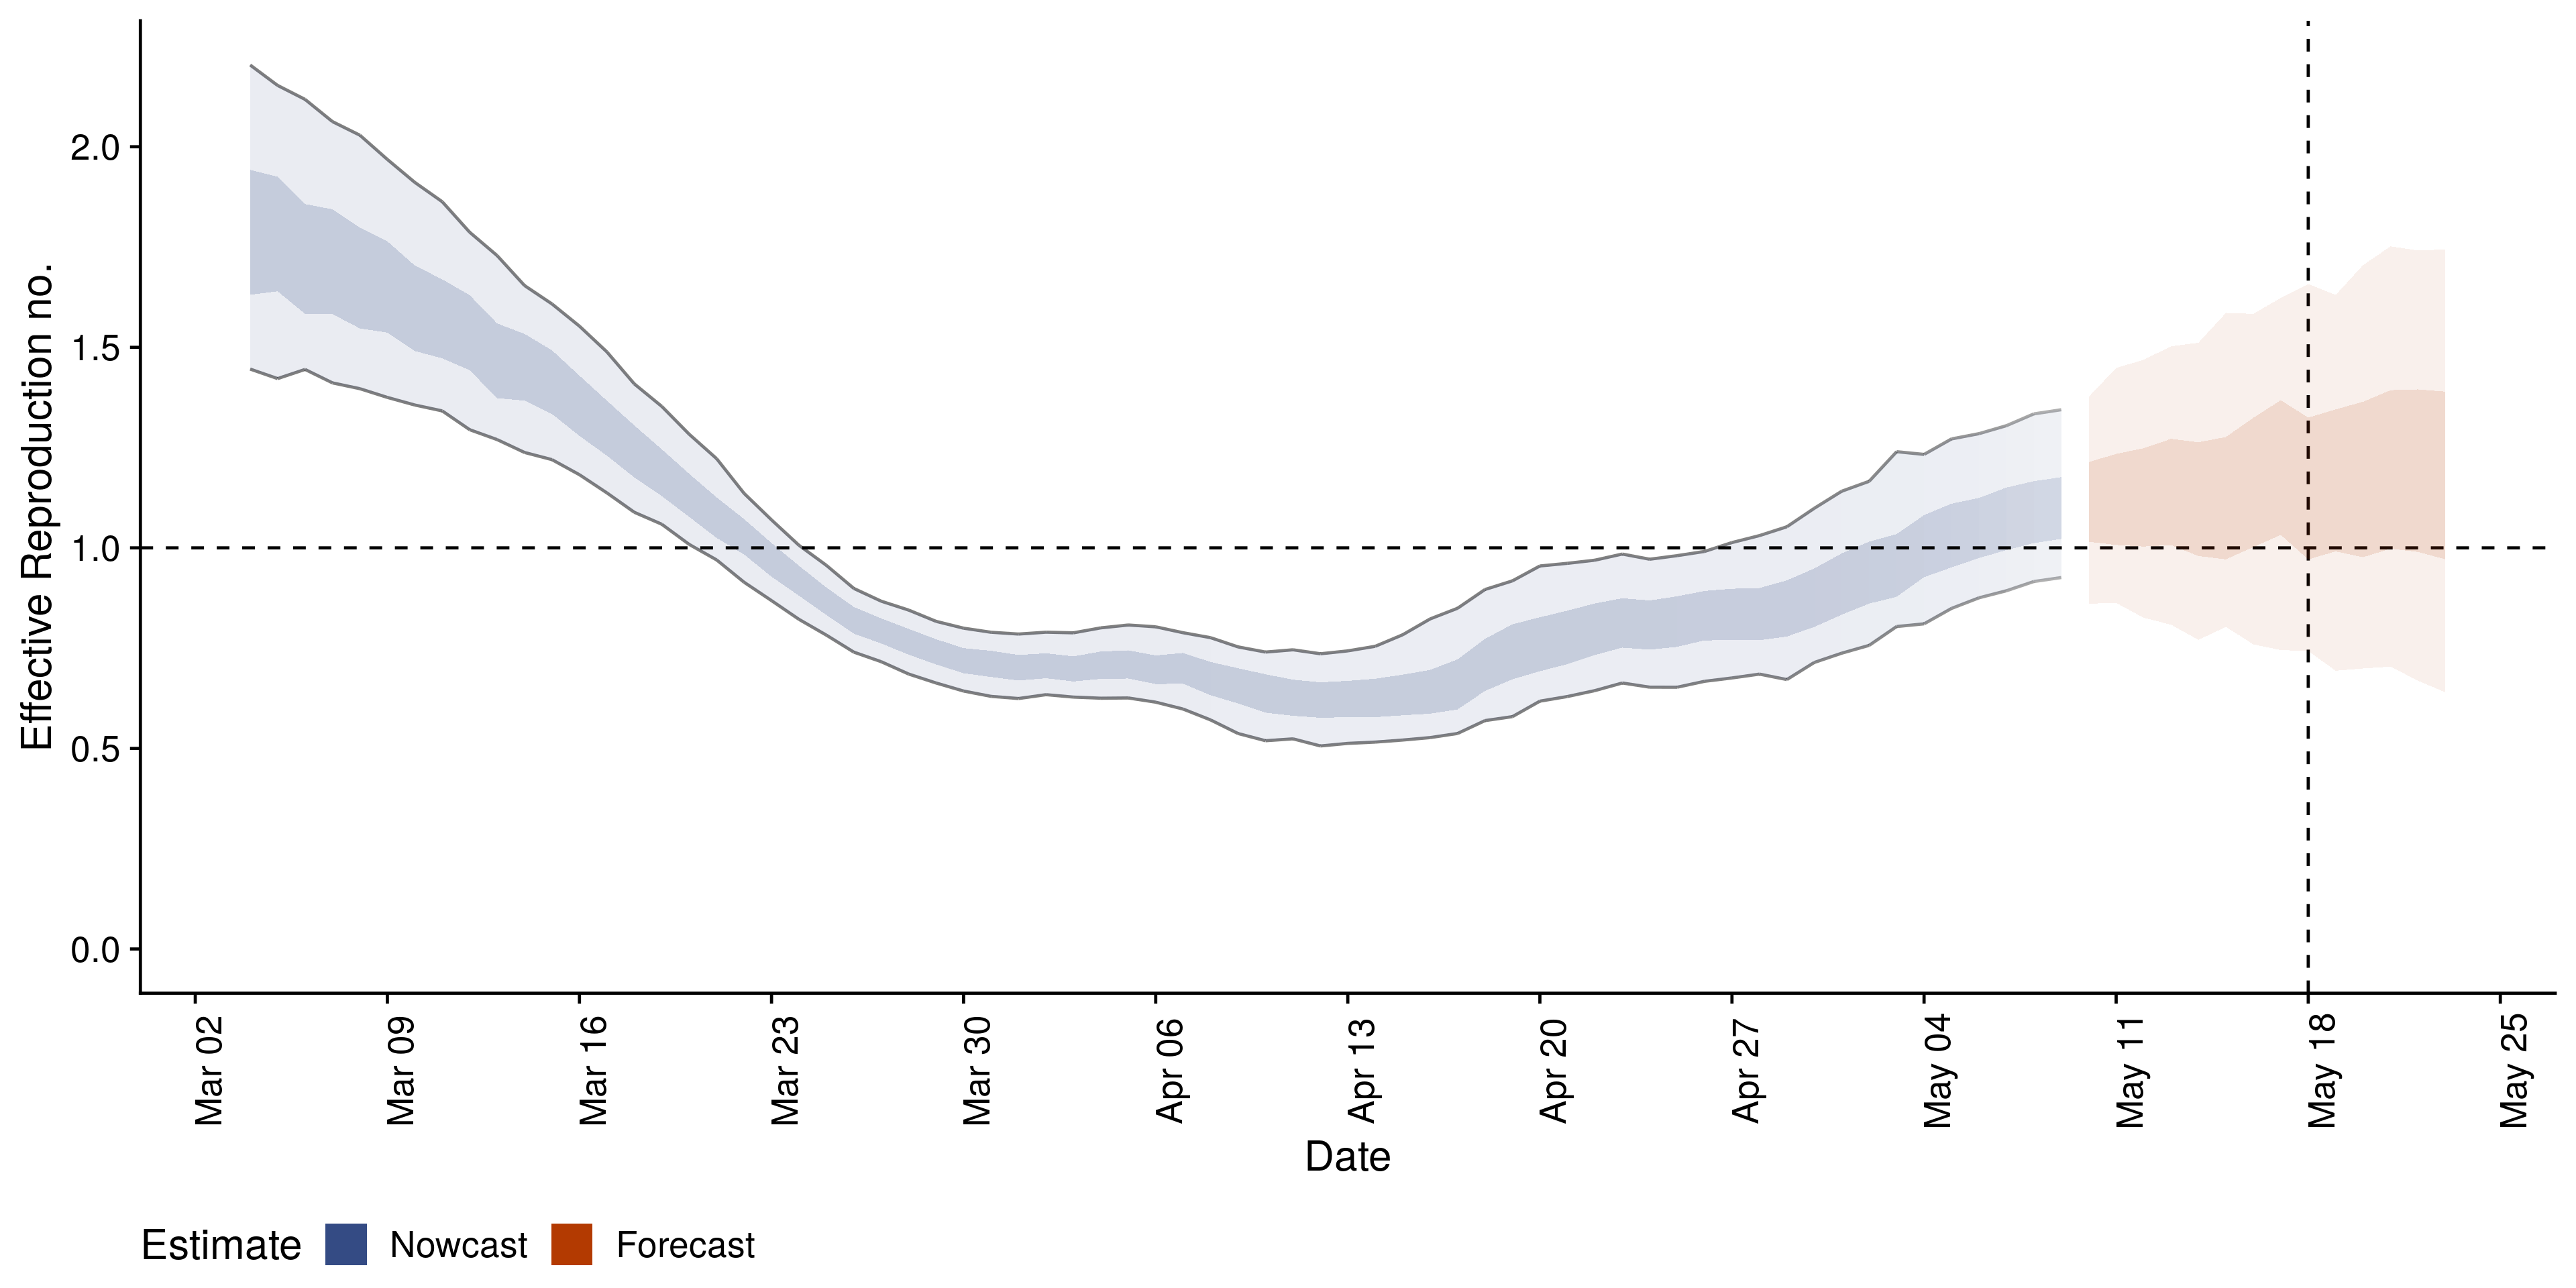 Effective Reproduction no.
2.0
1.5
1.0
0.5
0.0
Mar 02
Mar 09
Mar 16
Mar 23
Mar 30
Apr 06
Apr 13
Apr 20
Apr 27
May 04
May 11
May 18
May 25
Date
Estimate Nowcast Forecast